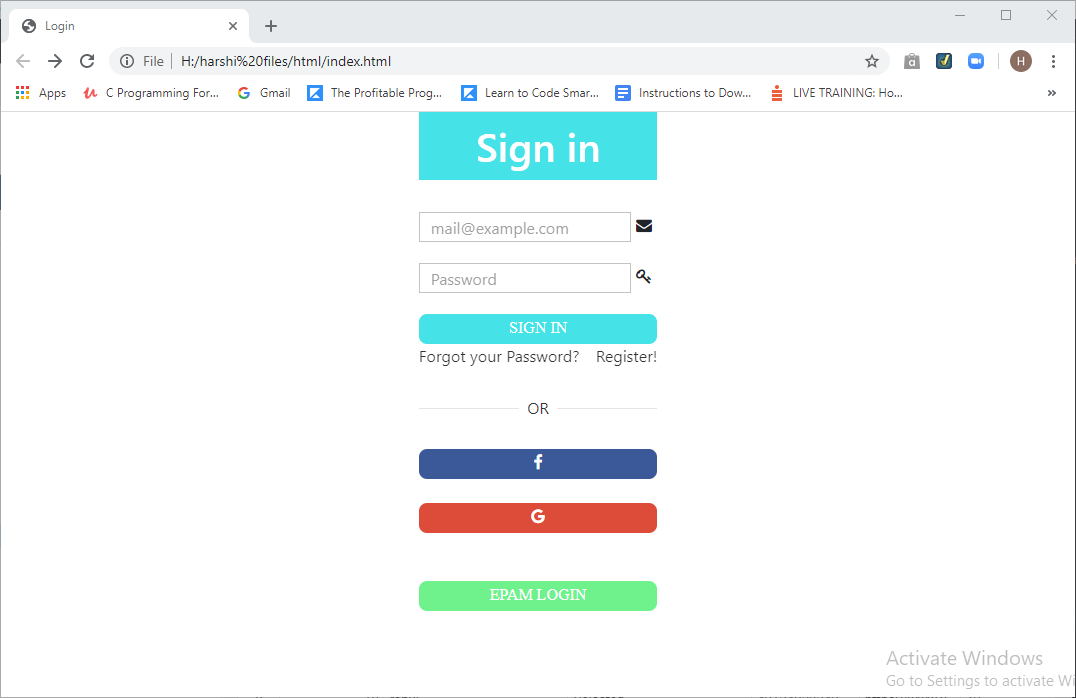 Login
File H:/harshi%20files/html/index.html
H
Apps C Programming For... Gmail The Profitable Prog... Learn to Code Smar... Instructions to Dow... LIVE TRAINING: Ho...
Sign in
mail@example.com
Password
SIGN IN
Forgot your Password? Register!
OR
EPAM LOGIN
Activate Windows
Go to Settings to activate Wi